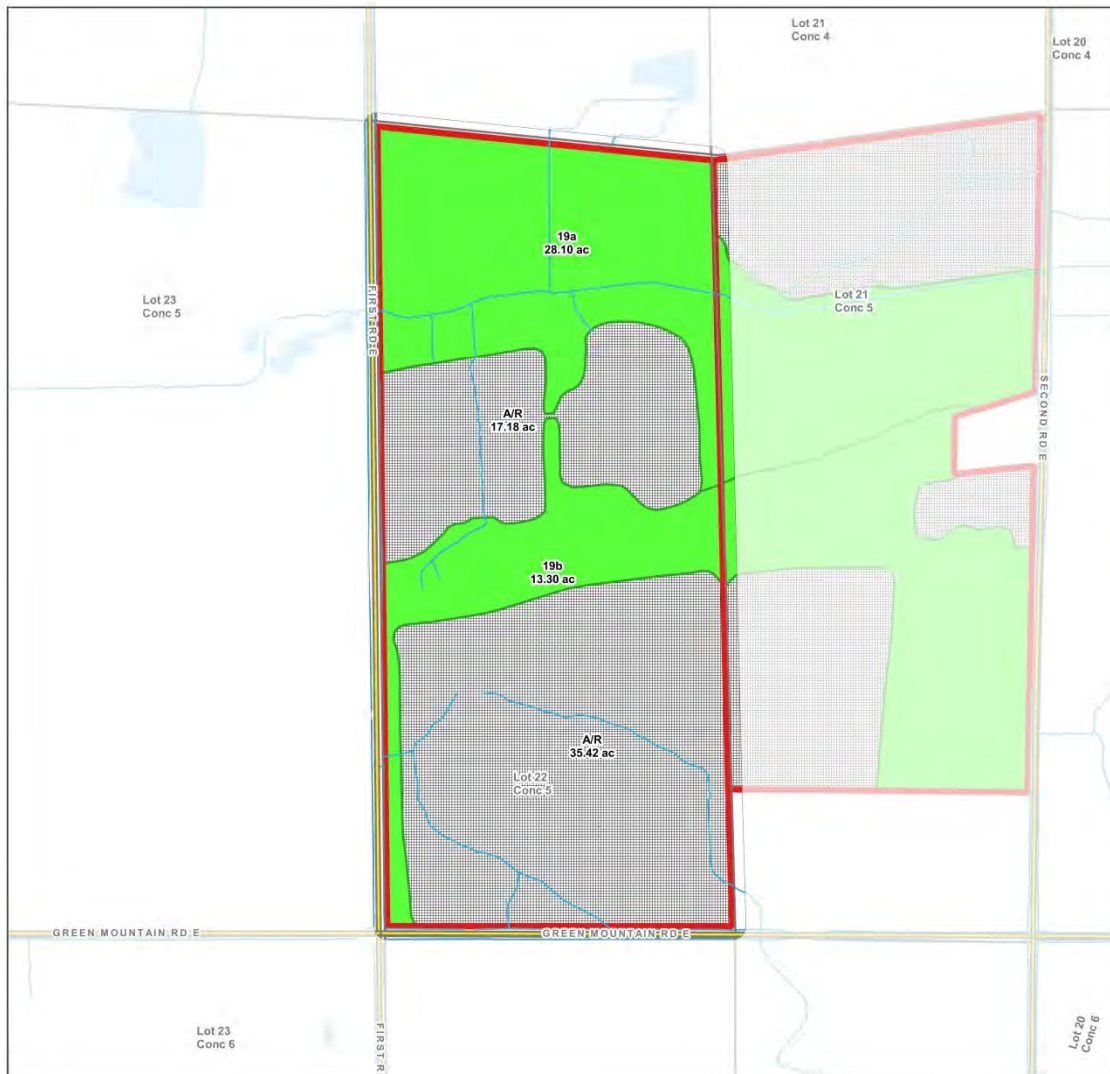 Lot 21
Conc 4
Lot 20
Conc 4
19a
28.10 ac
Lot 23
Conc 5
FIRST RD E
Lot 21
Conc 5
SECOND RD E
A/R
17.18 ac
19b
13.30 ac
A/R
35.42 ac
Lot 22
Conc 5
GREEN MOUNTAIN RD E
GREEN MOUNTAIN RD E
Lot 23
Conc 6
FIRST R
Lot 20
Conc 6